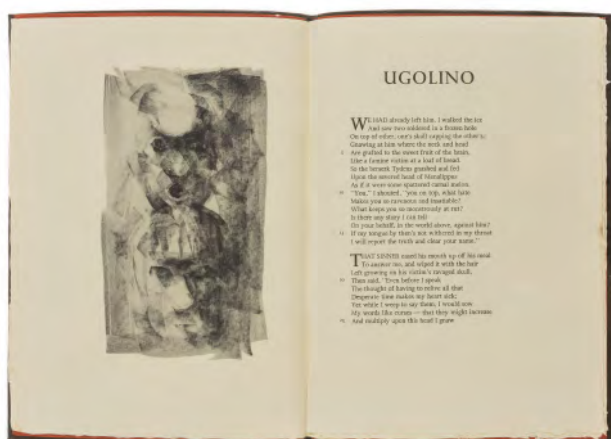 UGOLINO
WE HAD already left him. I walked the ice
And saw two soldered in a frozen hole
On top of other, one's skull capping the other's,
Gnawing at him where the neck and head
5 Are grafted to the sweet fruit of the brain,
Like a famine victim at a loaf of bread.
So the berserk Tydeus gnashed and fed
Upon the severed head of Menalippus
As if it were some spattered carnal melon.
10 "You," I shouted, "you on top, what hate
Makes you so ravenous and insatiable?
What keeps you so monstrously at rut?
Is there any story I can tell
On your behalf, in the world above, against him?
15 If my tongue by then's not withered in my throat
I will report the truth and clear your name."
THAT SINNER eased his mouth up off his meal
To answer me, and wiped it with the hair
Left growing on his victim's ravaged skull,
20 Then said, "Even before I speak
The thought of having to relive all that
Desperate time makes my heart sick;
Yet while I weep to say them, I would sow
My words like curses — that they might increase
25 And multiply upon this head I gnaw.